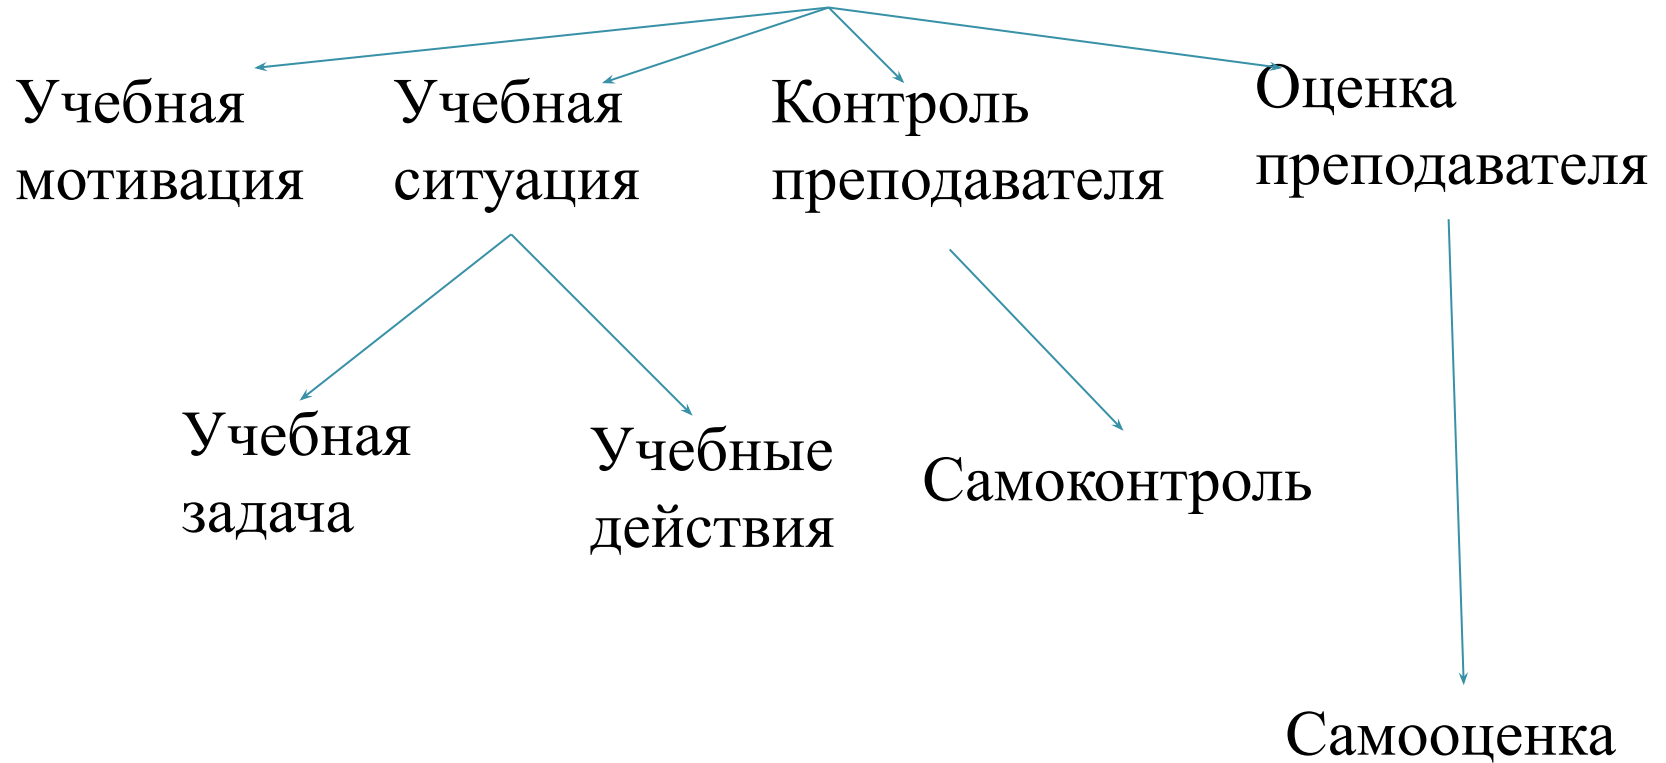 Учебная
мотивация
Учебная
ситуация
Контроль
преподавателя
Оценка
преподавателя
Учебная
задача
Учебные
действия
Самоконтроль
Самооценка